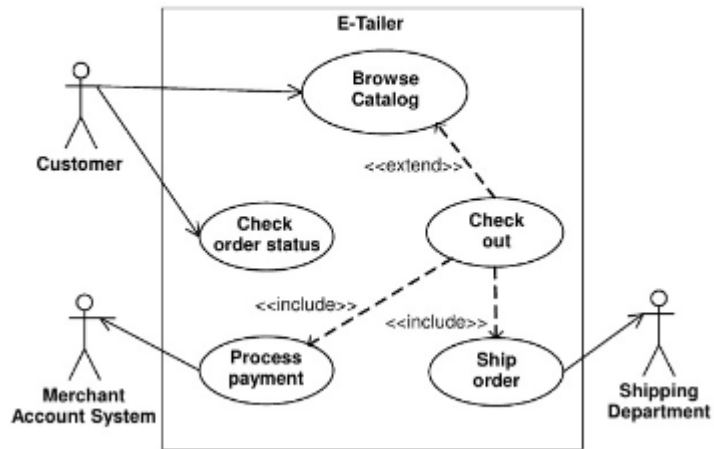 E-Tailer
Browse
Catalog
Customer
<<extend>>
Check
order status
Check
out
<<include>>
<<include>>
Process
payment
Ship
order
Merchant
Account System
Shipping
Department